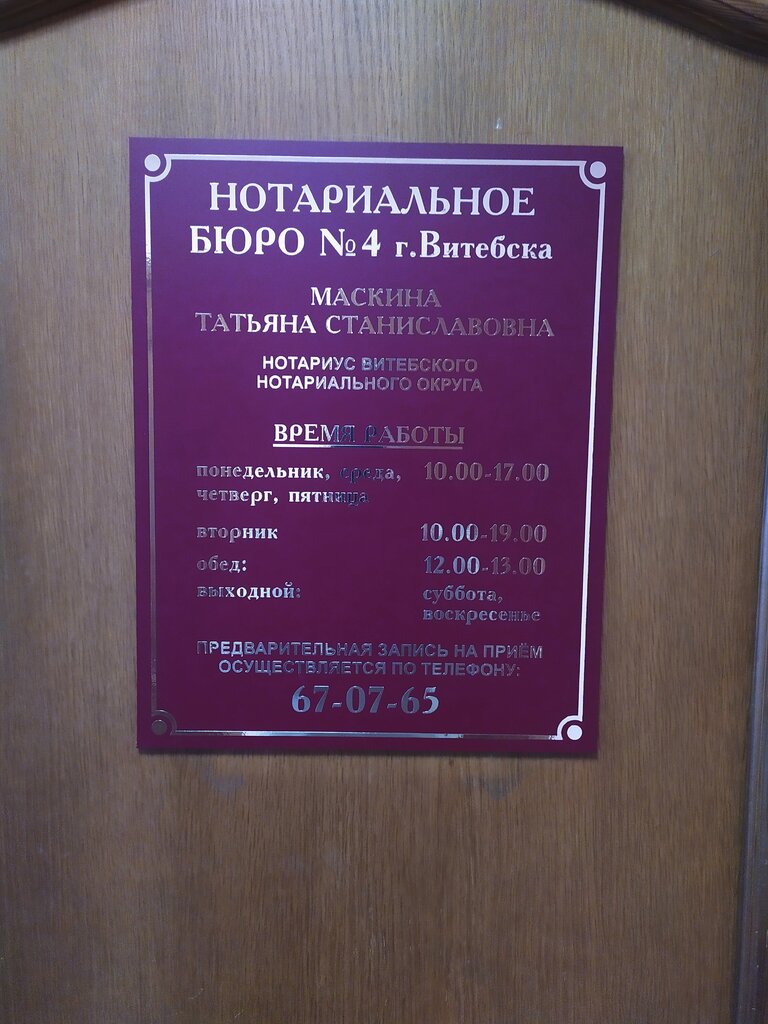 НОТАРИАЛЬНОЕ
БЮРО №4 г.Витебска
МАСКИНА
ТАТЬЯНА СТАНИСЛАВОВНА
НОТАРИУС ВИТЕБСКОГО
НОТАРИАЛЬНОГО ОКРУГА
ВРЕМЯ РАБОТЫ
понедельник, среда, 10.00-17.00
четверг, пятница
вторник 10.00-19.00
обед: 12.00-13.00
выходной: суббота,
воскресенье
ПРЕДВАРИТЕЛЬНАЯ ЗАПИСЬ НА ПРИЁМ
ОСУЩЕСТВЛЯЕТСЯ ПО ТЕЛЕФОНУ:
67-07-65